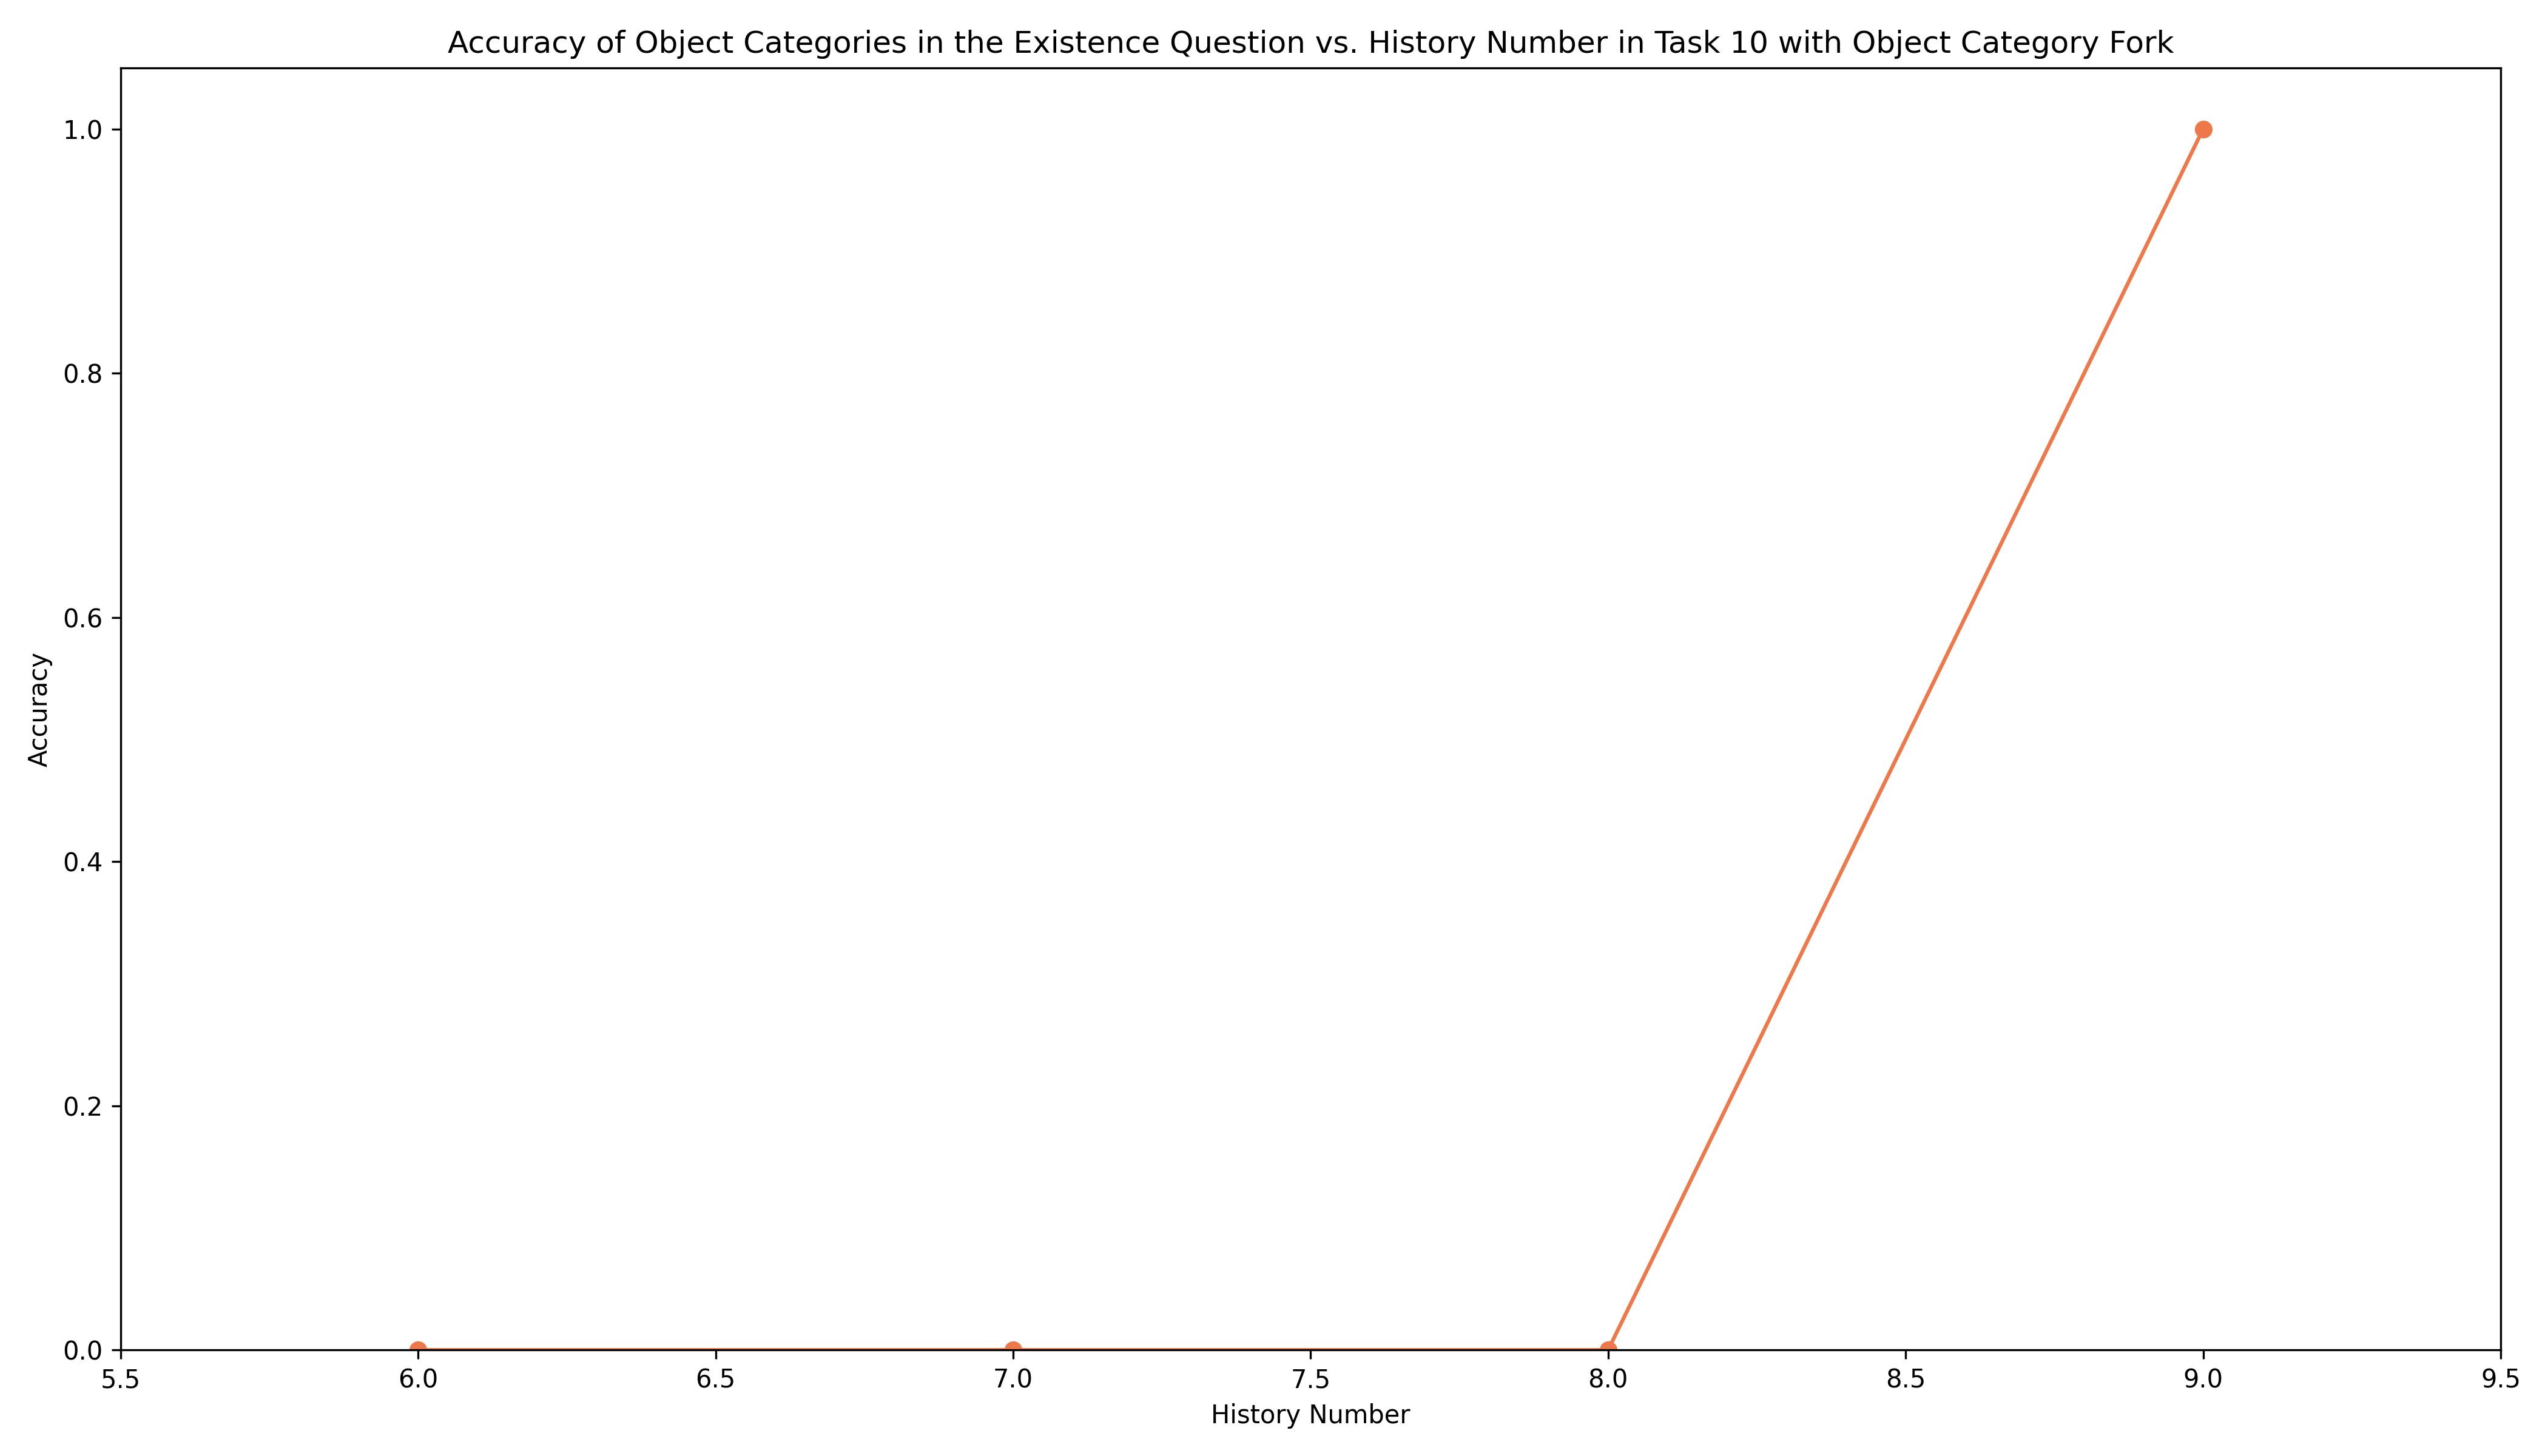 Accuracy of Object Categories in the Existence Question vs. History Number in Task 10 with Object Category Fork
1.0
0.8
0.6
0.4
0.2
0.0
Accuracy
5.5 6.0 6.5 7.0 7.5 8.0 8.5 9.0 9.5
History Number